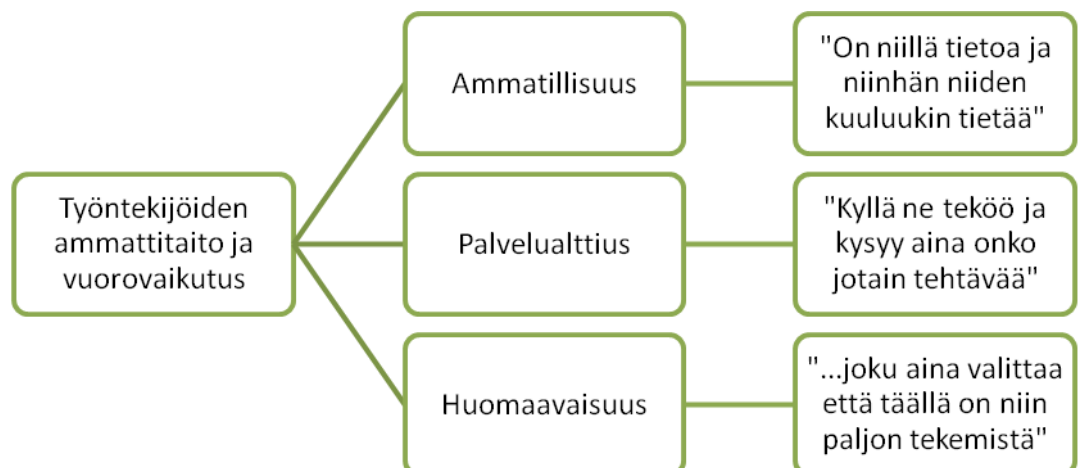 Työntekijöiden
ammattitaito ja
vuorovaikutus
Ammatillisuus
"On niillä tietoa ja
niinhän niiden
kuuluukin tietää"
Palvelualttius
"Kyllä ne teköö ja
kysyy aina onko
jotain tehtävää"
Huomaavaisuus
"...joku aina valittaa
että täällä on niin
paljon tekemistä"